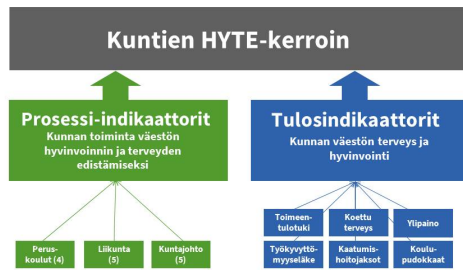 Kuntien HYTE-kerroin
Prosessi-indikaattorit
Kunnan toiminta väestön
hyvinvoinnin ja terveyden
edistämiseksi
Tulosindikaattorit
Kunnan väestön terveys ja
hyvinvointi
Perus-
koulut (4)
Liikunta
(5)
Kuntajohto
(5)
Toimeen-
tulotuki
Koettu
terveys
Ylipaino
Työkyvyttö-
myyseläke
Kaatumis-
hoitojaksot
Koulu-
pudokkaat